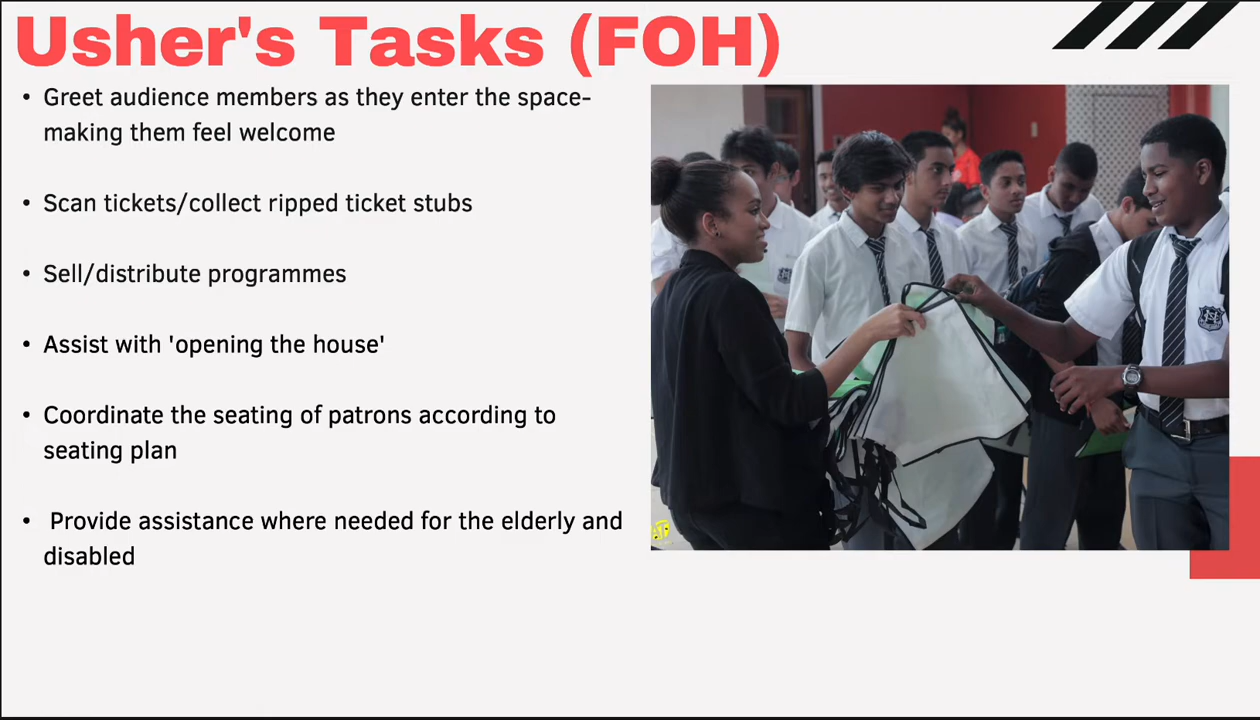 Usher's Tasks (FOH)
• Greet audience members as they enter the space-
making them feel welcome
• Scan tickets/collect ripped ticket stubs
• Sell/distribute programmes
• Assist with 'opening the house'
• Coordinate the seating of patrons according to
seating plan
• Provide assistance where needed for the elderly and
disabled